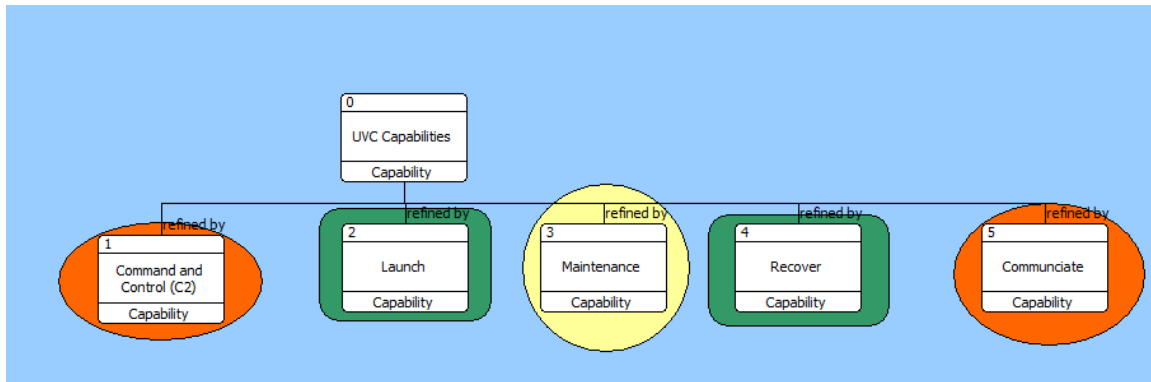 0
UVC Capabilities
Capability
refined by
refined by
refined by
refined by
refined by
1
Command and
Control (C2)
Capability
2
Launch
Capability
3
Maintenance
Capability
4
Recover
Capability
5
Communciate
Capability